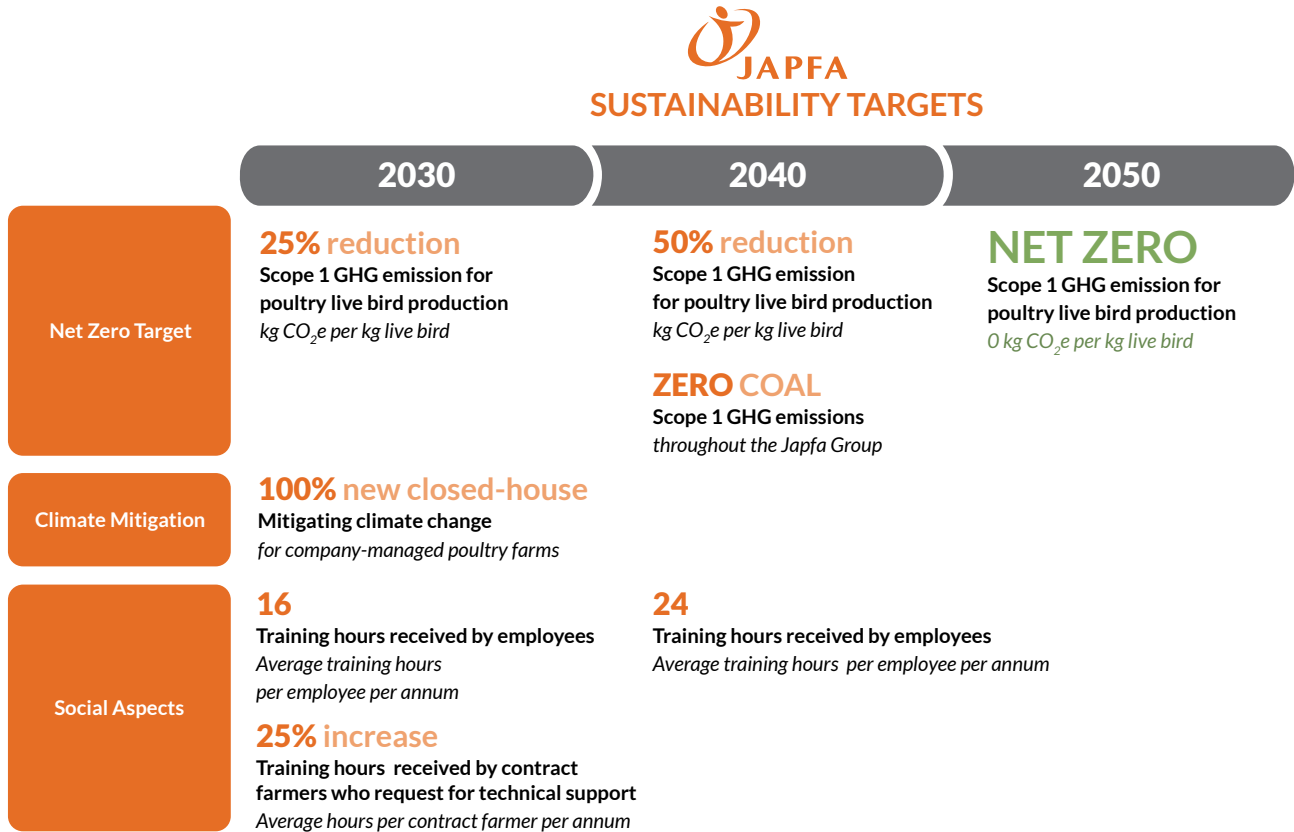 JAPFA
SUSTAINABILITY TARGETS
2030
2040
2050
Net Zero Target
25% reduction
Scope 1 GHG emission for
poultry live bird production
kg CO₂e per kg live bird
50% reduction
Scope 1 GHG emission
for poultry live bird production
kg CO₂e per kg live bird
ZERO COAL
Scope 1 GHG emissions
throughout the Japfa Group
NET ZERO
Scope 1 GHG emission for
poultry live bird production
0 kg CO₂e per kg live bird
Climate Mitigation
100% new closed-house
Mitigating climate change
for company-managed poultry farms
Social Aspects
16
Training hours received by employees
Average training hours
per employee per annum
25% increase
Training hours received by contract
farmers who request for technical support
Average hours per contract farmer per annum
24
Training hours received by employees
Average training hours per employee per annum